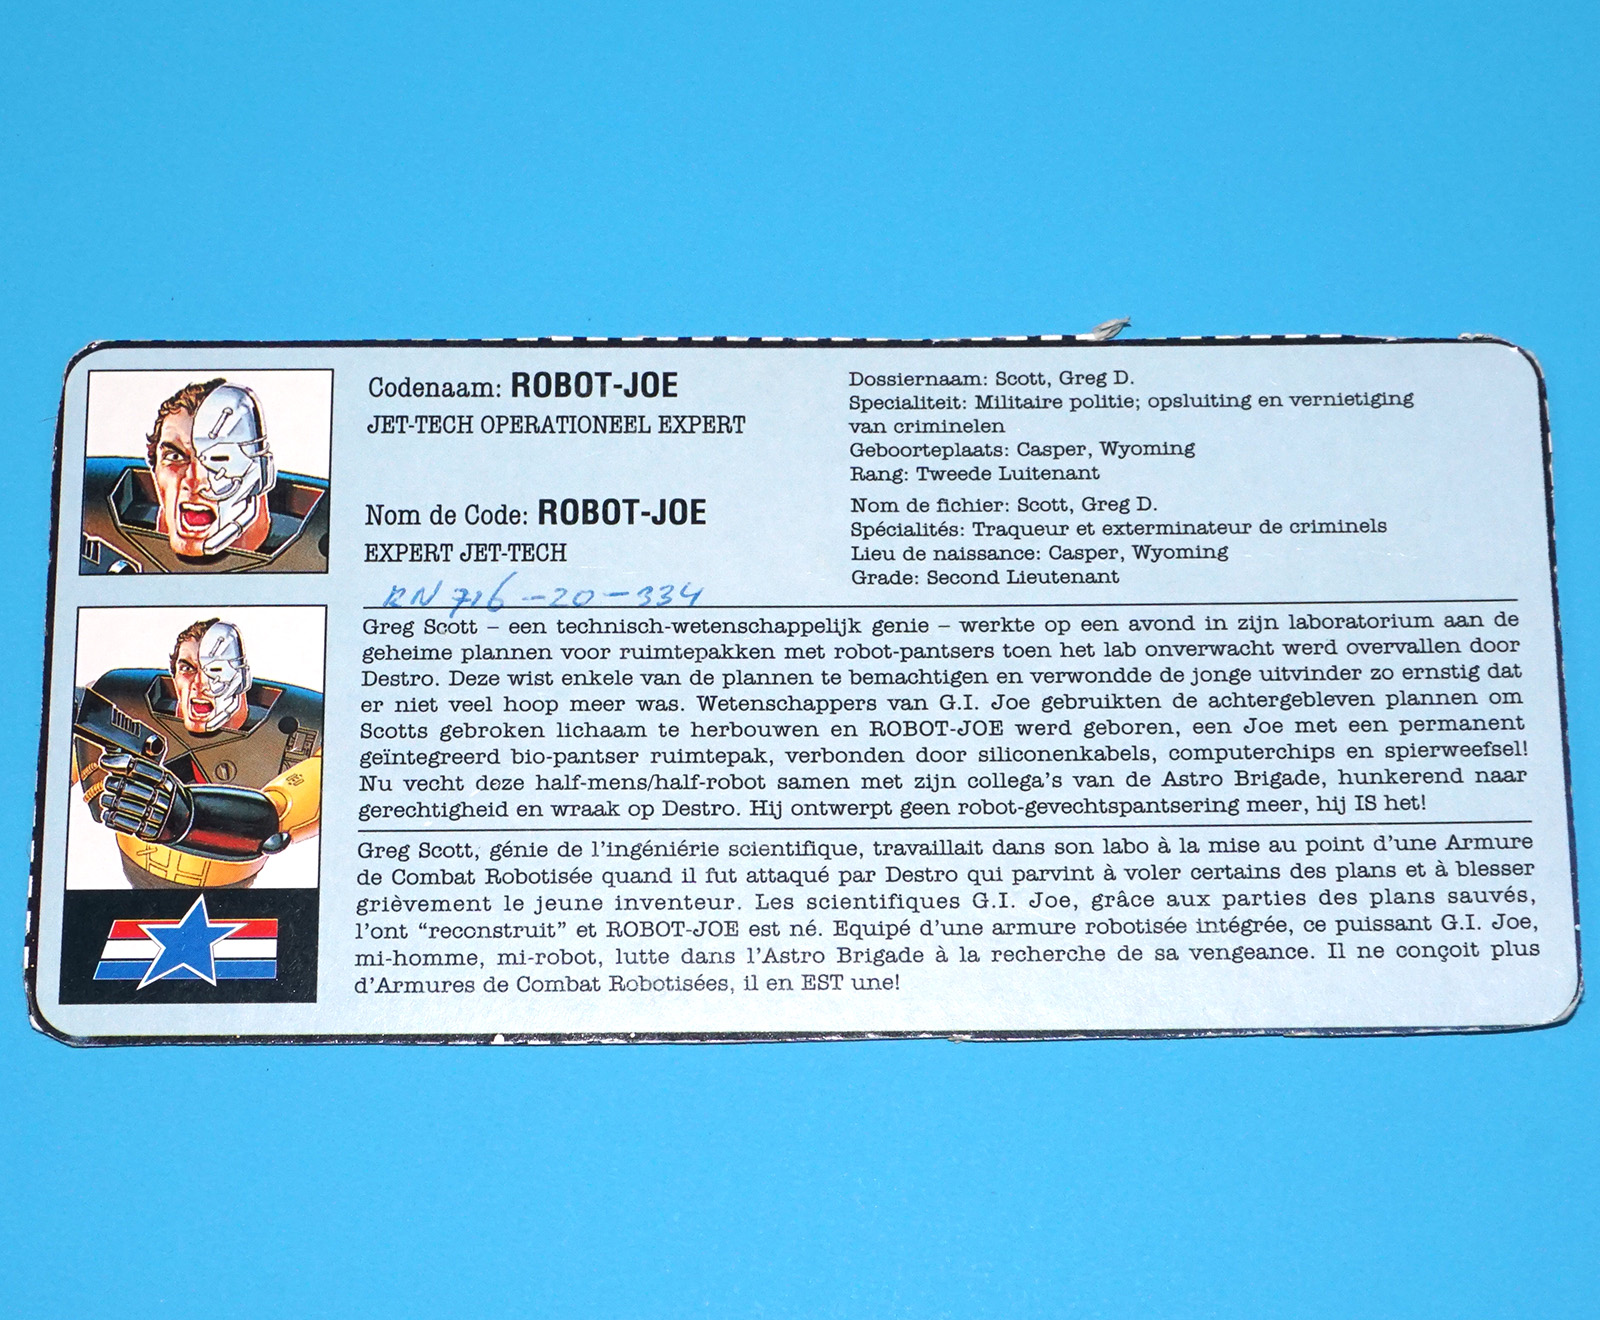 Codenaam: ROBOT-JOE
JET-TECH OPERATIONEEL EXPERT
Dossiernaam: Scott, Greg D.
Specialiteit: Militaire politie; opsluiting en vernietiging
van criminelen
Geboorteplaats: Casper, Wyoming
Rang: Tweede Luitenant
Nom de Code: ROBOT-JOE
EXPERT JET-TECH
Nom de fichier: Scott, Greg D.
Spécialités: Traqueur et exterminateur de criminels
Lieu de naissance: Casper, Wyoming
Grade: Second Lieutenant
RN 716-20-334
Greg Scott – een technisch-wetenschappelijk genie – werkte op een avond in zijn laboratorium aan de
geheime plannen voor ruimtepakken met robot-pantsers toen het lab onverwacht werd overvallen door
Destro. Deze wist enkele van de plannen te bemachtigen en verwondde de jonge uitvinder zo ernstig dat
er niet veel hoop meer was. Wetenschappers van G.I. Joe gebruikten de achtergebleven plannen om
Scotts gebroken lichaam te herbouwen en ROBOT-JOE werd geboren, een Joe met een permanent
geïntegreerd bio-pantser ruimtepak, verbonden door siliconenkabels, computerchips en spierweefsel!
Nu vecht deze half-mens/half-robot samen met zijn collega's van de Astro Brigade, hunkerend naar
gerechtigheid en wraak op Destro. Hij ontwerpt geen robot-gevechtspantsering meer, hij IS het!
Greg Scott, génie de l'ingéniérie scientifique, travaillait dans son labo à la mise au point d'une Armure
de Combat Robotisée quand il fut attaqué par Destro qui parvint à voler certains des plans et à blesser
grièvement le jeune inventeur. Les scientifiques G.I. Joe, grâce aux parties des plans sauvés,
l'ont "reconstruit" et ROBOT-JOE est né. Equipé d'une armure robotisée intégrée, ce puissant G.I. Joe,
mi-homme, mi-robot, lutte dans l'Astro Brigade à la recherche de sa vengeance. Il ne conçoit plus
d'Armures de Combat Robotisées, il en EST une!